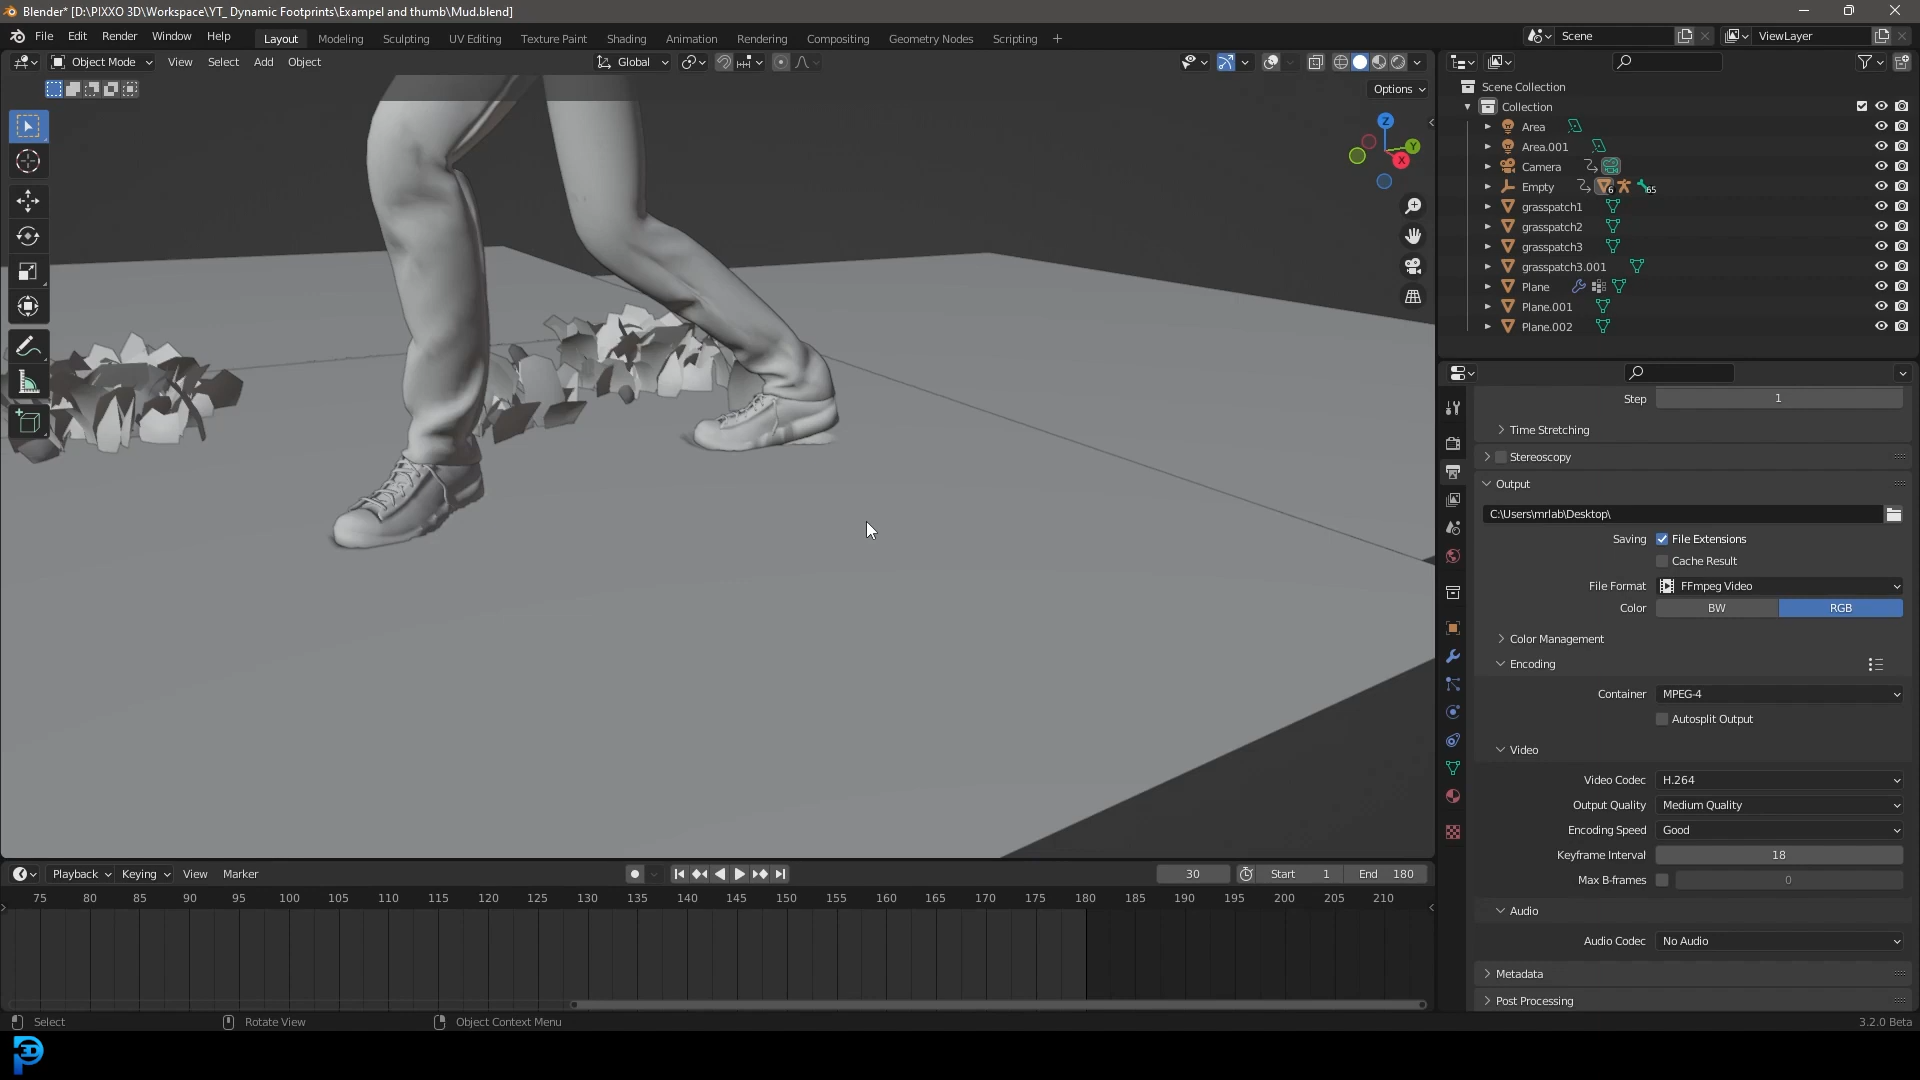 Blender* [D:\PIXXO 3D\Workspace\YT_ Dynamic Footprints\Exampel and thumb\Mud.blend]
File Edit Render Window Help
Layout Modeling Sculpting UV Editing Texture Paint Shading Animation Rendering Compositing Geometry Nodes Scripting +
Scene
ViewLayer
Object Mode View Select Add Object
Global
Options
Z
Y
X
Scene Collection
Collection
Area
Area.001
Camera
Empty 6 65
grasspatch1
grasspatch2
grasspatch3
grasspatch3.001
Plane
Plane.001
Plane.002
Step 1
Time Stretching
Stereoscopy
Output
C:\Users\mrlab\Desktop\
Saving File Extensions
Cache Result
File Format FFmpeg Video
Color BW RGB
Color Management
Encoding
Container MPEG-4
Autosplit Output
Video
Video Codec H.264
Output Quality Medium Quality
Encoding Speed Good
Keyframe Interval 18
Max B-frames 0
Audio
Audio Codec No Audio
Metadata
Post Processing
Playback Keying View Marker
30 Start 1 End 180
75 80 85 90 95 100 105 110 115 120 125 130 135 140 145 150 155 160 165 170 175 180 185 190 195 200 205 210
Select Rotate View Object Context Menu
3.2.0 Beta
P3D